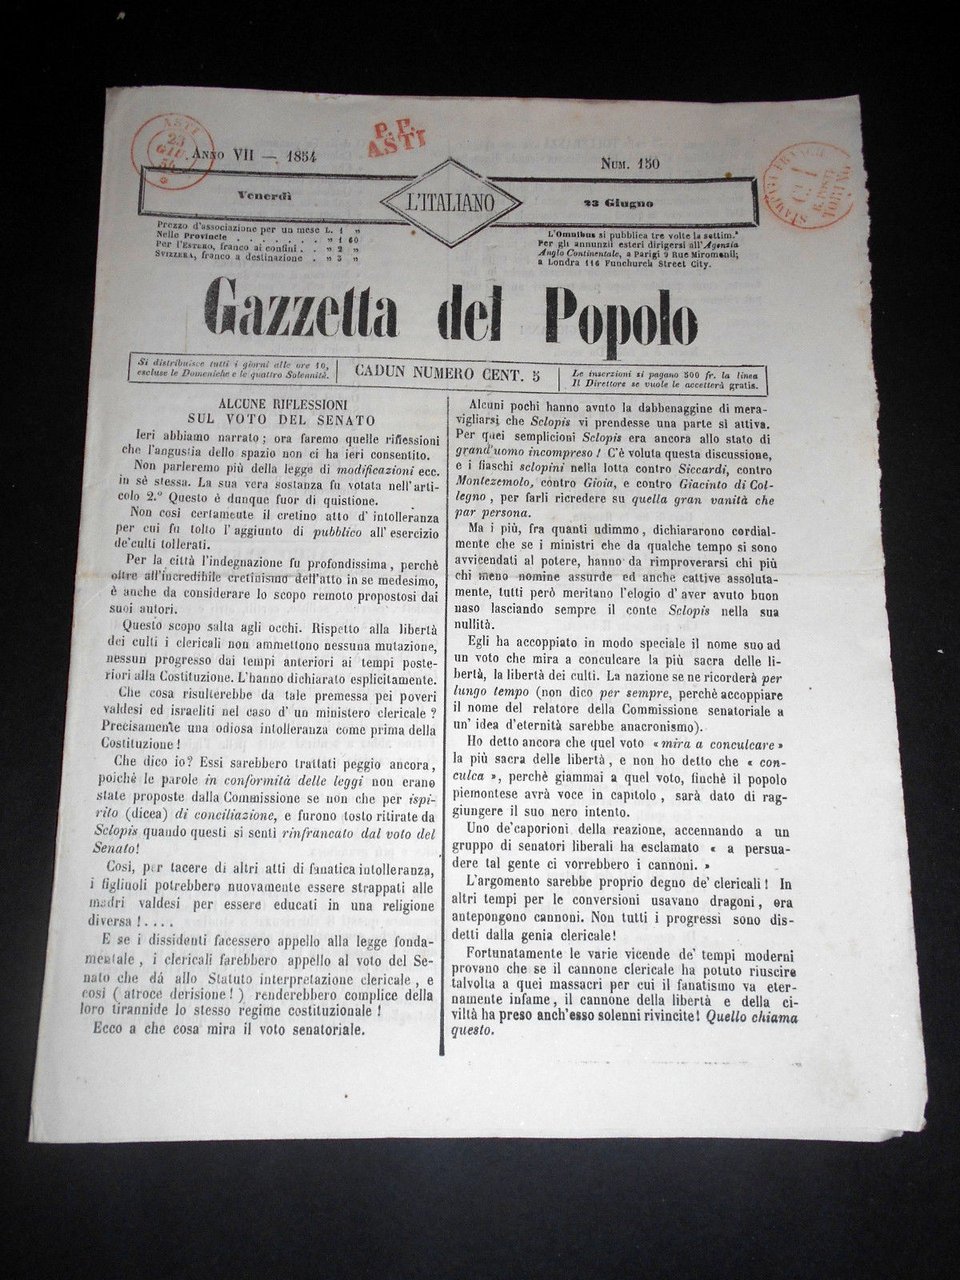 ASTI
23
GIU.
54
P. P.
ASTI
STAMPATI FRANCHI
C. 1
R. POSTE
TORINO
Anno VII — 1854
Num. 150
Venerdì
L'ITALIANO
23 Giugno
Prezzo d'associazione per un mese L. 1 „
Nelle Provincie . . . . . . . „ 1 60
Per l'Estero, franco ai confini . . „ 2 „
Svizzera, franco a destinazione . „ 3 „
L'Omnibus si pubblica tre volte la settim.ª
Per gli annunzii esteri dirigersi all'Agenzia
Anglo Continentale, a Parigi 9 Rue Miromenil;
a Londra 116 Funchurch Street City.
Gazzetta del Popolo
Si distribuisce tutti i giorni alle ore 10,
escluse le Domeniche e le quattro Solennità.
CADUN NUMERO CENT. 5
Le inserzioni si pagano 500 fr. la linea
Il Direttore se vuole le accetterà gratis.
ALCUNE RIFLESSIONI
SUL VOTO DEL SENATO
Ieri abbiamo narrato; ora faremo quelle riflessioni
che l'angustia dello spazio non ci ha ieri consentito.
Non parleremo più della legge di modificazioni ecc.
in sè stessa. La sua vera sostanza fu votata nell'arti-
colo 2.º Questo è dunque fuor di quistione.
Non così certamente il cretino atto d'intolleranza
per cui fu tolto l'aggiunto di pubblico all'esercizio
de'culti tollerati.
Per la città l'indegnazione fu profondissima, perchè
oltre all'incredibile cretinismo dell'atto in se medesimo,
è anche da considerare lo scopo remoto propostosi dai
suoi autori.
Questo scopo salta agli occhi. Rispetto alla libertà
dei culti i clericali non ammettono nessuna mutazione,
nessun progresso dai tempi anteriori ai tempi poste-
riori alla Costituzione. L'hanno dichiarato esplicitamente.
Che cosa risulterebbe da tale premessa pei poveri
valdesi ed israeliti nel caso d'un ministero clericale?
Precisamente una odiosa intolleranza come prima della
Costituzione!
Che dico io? Essi sarebbero trattati peggio ancora,
poichè le parole in conformità delle leggi non erano
state proposte dalla Commissione se non che per ispi-
rito (dicea) di conciliazione, e furono tosto ritirate da
Sclopis quando questi si sentì rinfrancato dal voto del
Senato!
Così, per tacere di altri atti di fanatica intolleranza,
i figliuoli potrebbero nuovamente essere strappati alle
madri valdesi per essere educati in una religione
diversa!....
E se i dissidenti facessero appello alla legge fonda-
mentale, i clericali farebbero appello al voto del Se-
nato che dà allo Statuto interpretazione clericale, e
così (atroce derisione!) renderebbero complice della
loro tirannide lo stesso regime costituzionale!
Ecco a che cosa mira il voto senatoriale.
Alcuni pochi hanno avuto la dabbenaggine di mera-
vigliarsi che Sclopis vi prendesse una parte sì attiva.
Per quei semplicioni Sclopis era ancora allo stato di
grand'uomo incompreso! C'è voluta questa discussione,
e i fiaschi sclopini nella lotta contro Siccardi, contro
Montezemolo, contro Gioia, e contro Giacinto di Col-
legno, per farli ricredere su quella gran vanità che
par persona.
Ma i più, fra quanti udimmo, dichiararono cordial-
mente che se i ministri che da qualche tempo si sono
avvicendati al potere, hanno da rimproverarsi chi più
chi meno nomine assurde ed anche cattive assoluta-
mente, tutti però meritano l'elogio d'aver avuto buon
naso lasciando sempre il conte Sclopis nella sua
nullità.
Egli ha accoppiato in modo speciale il nome suo ad
un voto che mira a conculcare la più sacra delle li-
bertà, la libertà dei culti. La nazione se ne ricorderà per
lungo tempo (non dico per sempre, perchè accoppiare
il nome del relatore della Commissione senatoriale a
un'idea d'eternità sarebbe anacronismo).
Ho detto ancora che quel voto « mira a conculcare »
la più sacra delle libertà, e non ho detto che « con-
culca », perchè giammai a quel voto, finchè il popolo
piemontese avrà voce in capitolo, sarà dato di rag-
giungere il suo nero intento.
Uno de'caporioni della reazione, accennando a un
gruppo di senatori liberali ha esclamato « a persua-
dere tal gente ci vorrebbero i cannoni. »
L'argomento sarebbe proprio degno de' clericali! In
altri tempi per le conversioni usavano dragoni, ora
antepongono cannoni. Non tutti i progressi sono dis-
detti dalla genia clericale!
Fortunatamente le varie vicende de' tempi moderni
provano che se il cannone clericale ha potuto riuscire
talvolta a quei massacri per cui il fanatismo va eter-
namente infame, il cannone della libertà e della ci-
viltà ha preso anch'esso solenni rivincite! Quello chiama
questo.